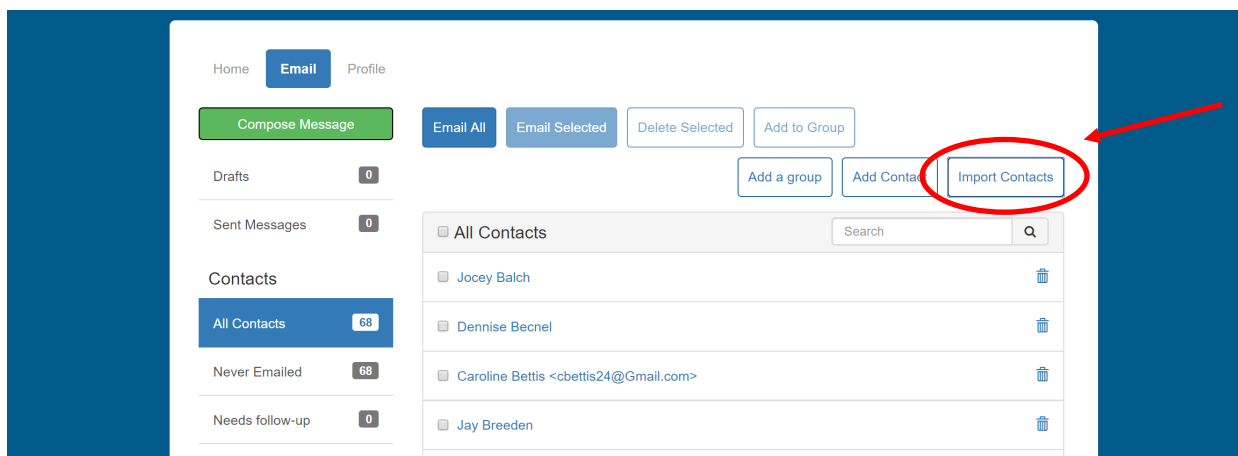 Home Email Profile
Compose Message
Email All Email Selected Delete Selected Add to Group
Drafts 0
Add a group Add Contact Import Contacts
Sent Messages 0
All Contacts Search
Contacts
Jocey Balch
All Contacts 68
Dennise Becnel
Never Emailed 68
Caroline Bettis <cbettis24@Gmail.com>
Needs follow-up 0
Jay Breeden